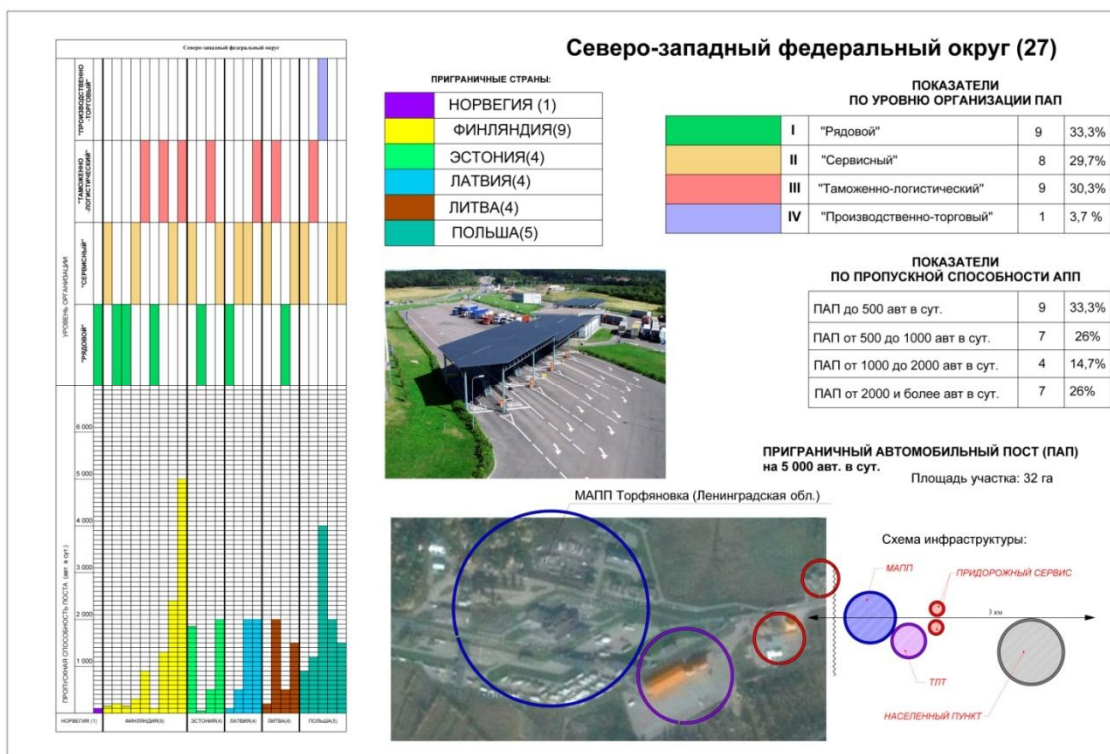 Северо-западный федеральный округ
"ПРОИЗВОДСТВЕННО
-ТОРГОВЫЙ"
"ТАМОЖЕННО
-ЛОГИСТИЧЕСКИЙ"
"СЕРВИСНЫЙ"
"РЯДОВОЙ"
УРОВЕНЬ ОРГАНИЗАЦИИ
6 000
5 000
4 000
3 000
2 000
1 000
ПРОПУСКНАЯ СПОСОБНОСТЬ ПОСТА (авт. в сут.)
НОРВЕГИЯ (1)
ФИНЛЯНДИЯ(9)
ЭСТОНИЯ(4)
ЛАТВИЯ(4)
ЛИТВА(4)
ПОЛЬША(5)
Северо-западный федеральный округ (27)
ПРИГРАНИЧНЫЕ СТРАНЫ:
НОРВЕГИЯ (1)
ФИНЛЯНДИЯ(9)
ЭСТОНИЯ(4)
ЛАТВИЯ(4)
ЛИТВА(4)
ПОЛЬША(5)
ПОКАЗАТЕЛИ
ПО УРОВНЮ ОРГАНИЗАЦИИ ПАП
I "Рядовой" 9 33,3%
II "Сервисный" 8 29,7%
III "Таможенно-логистический" 9 30,3%
IV "Производственно-торговый" 1 3,7 %
ПОКАЗАТЕЛИ
ПО ПРОПУСКНОЙ СПОСОБНОСТИ АПП
ПАП до 500 авт в сут. 9 33,3%
ПАП от 500 до 1000 авт в сут. 7 26%
ПАП от 1000 до 2000 авт в сут. 4 14,7%
ПАП от 2000 и более авт в сут. 7 26%
ПРИГРАНИЧНЫЙ АВТОМОБИЛЬНЫЙ ПОСТ (ПАП)
на 5 000 авт. в сут.
Площадь участка: 32 га
МАПП Торфяновка (Ленинградская обл.)
Схема инфраструктуры:
МАПП
ПРИДОРОЖНЫЙ СЕРВИС
3 км
ТЛТ
НАСЕЛЕННЫЙ ПУНКТ